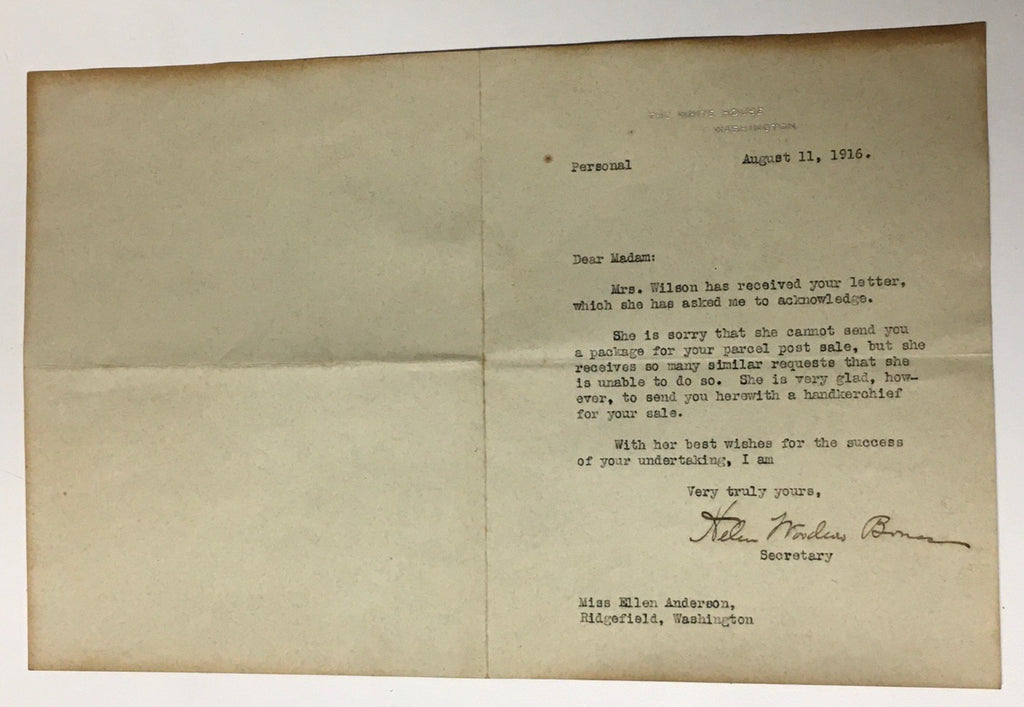 THE WHITE HOUSE
WASHINGTON
Personal
August 11, 1916.
Dear Madam:
Mrs. Wilson has received your letter,
which she has asked me to acknowledge.
She is sorry that she cannot send you
a package for your parcel post sale, but she
receives so many similar requests that she
is unable to do so. She is very glad, how-
ever, to send you herewith a handkerchief
for your sale.
With her best wishes for the success
of your undertaking, I am
Very truly yours,
Helen Woodrow Bones
Secretary
Miss Ellen Anderson,
Ridgefield, Washington